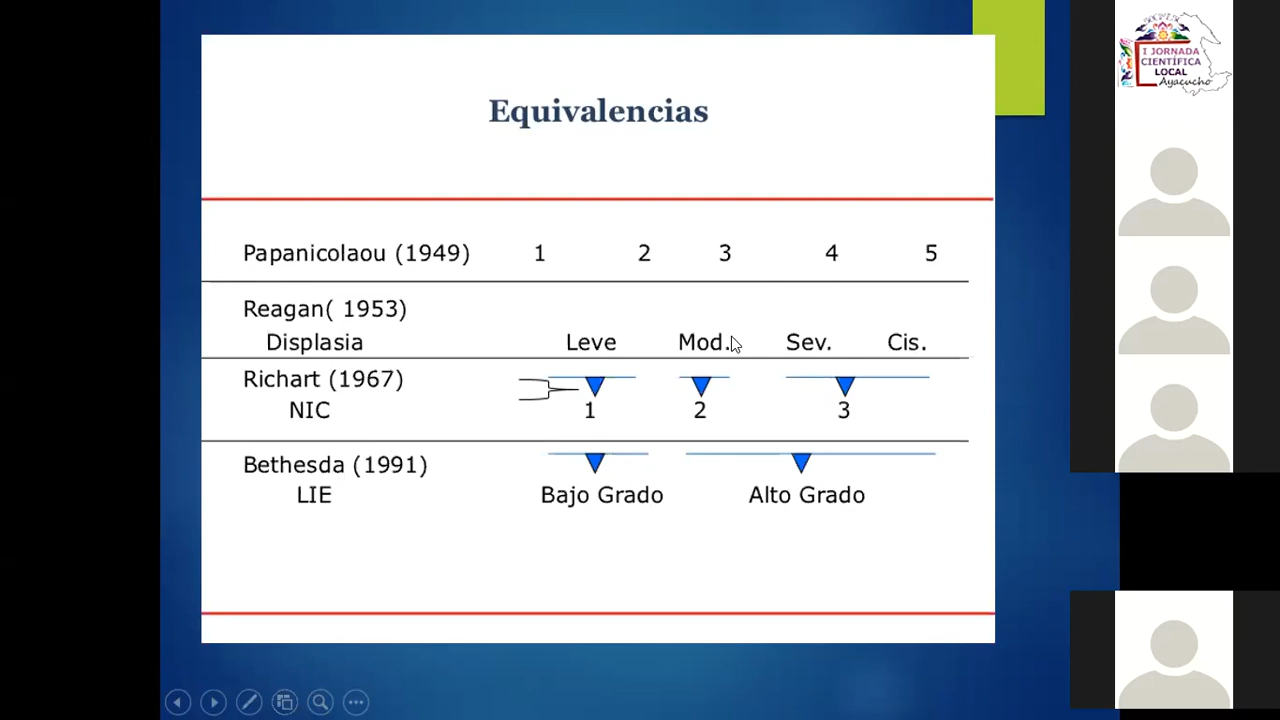 Equivalencias
Papanicolaou (1949) 1 2 3 4 5
Reagan( 1953)
Displasia Leve Mod. Sev. Cis.
Richart (1967)
NIC 1 2 3
Bethesda (1991)
LIE Bajo Grado Alto Grado
I JORNADA
CIENTÍFICA
LOCAL
Ayacucho